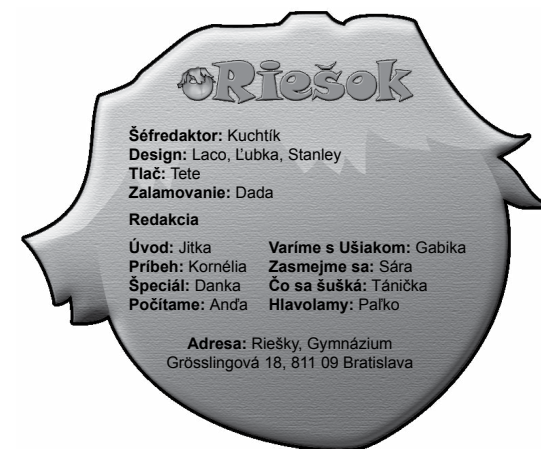 Riešok
Šéfredaktor: Kuchtík
Design: Laco, Ľubka, Stanley
Tlač: Tete
Zalamovanie: Dada
Redakcia
Úvod: Jitka
Príbeh: Kornélia
Špeciál: Danka
Počítame: Anďa
Varíme s Ušiakom: Gabika
Zasmejme sa: Sára
Čo sa šušká: Tánička
Hlavolamy: Paľko
Adresa: Riešky, Gymnázium
Grösslingová 18, 811 09 Bratislava